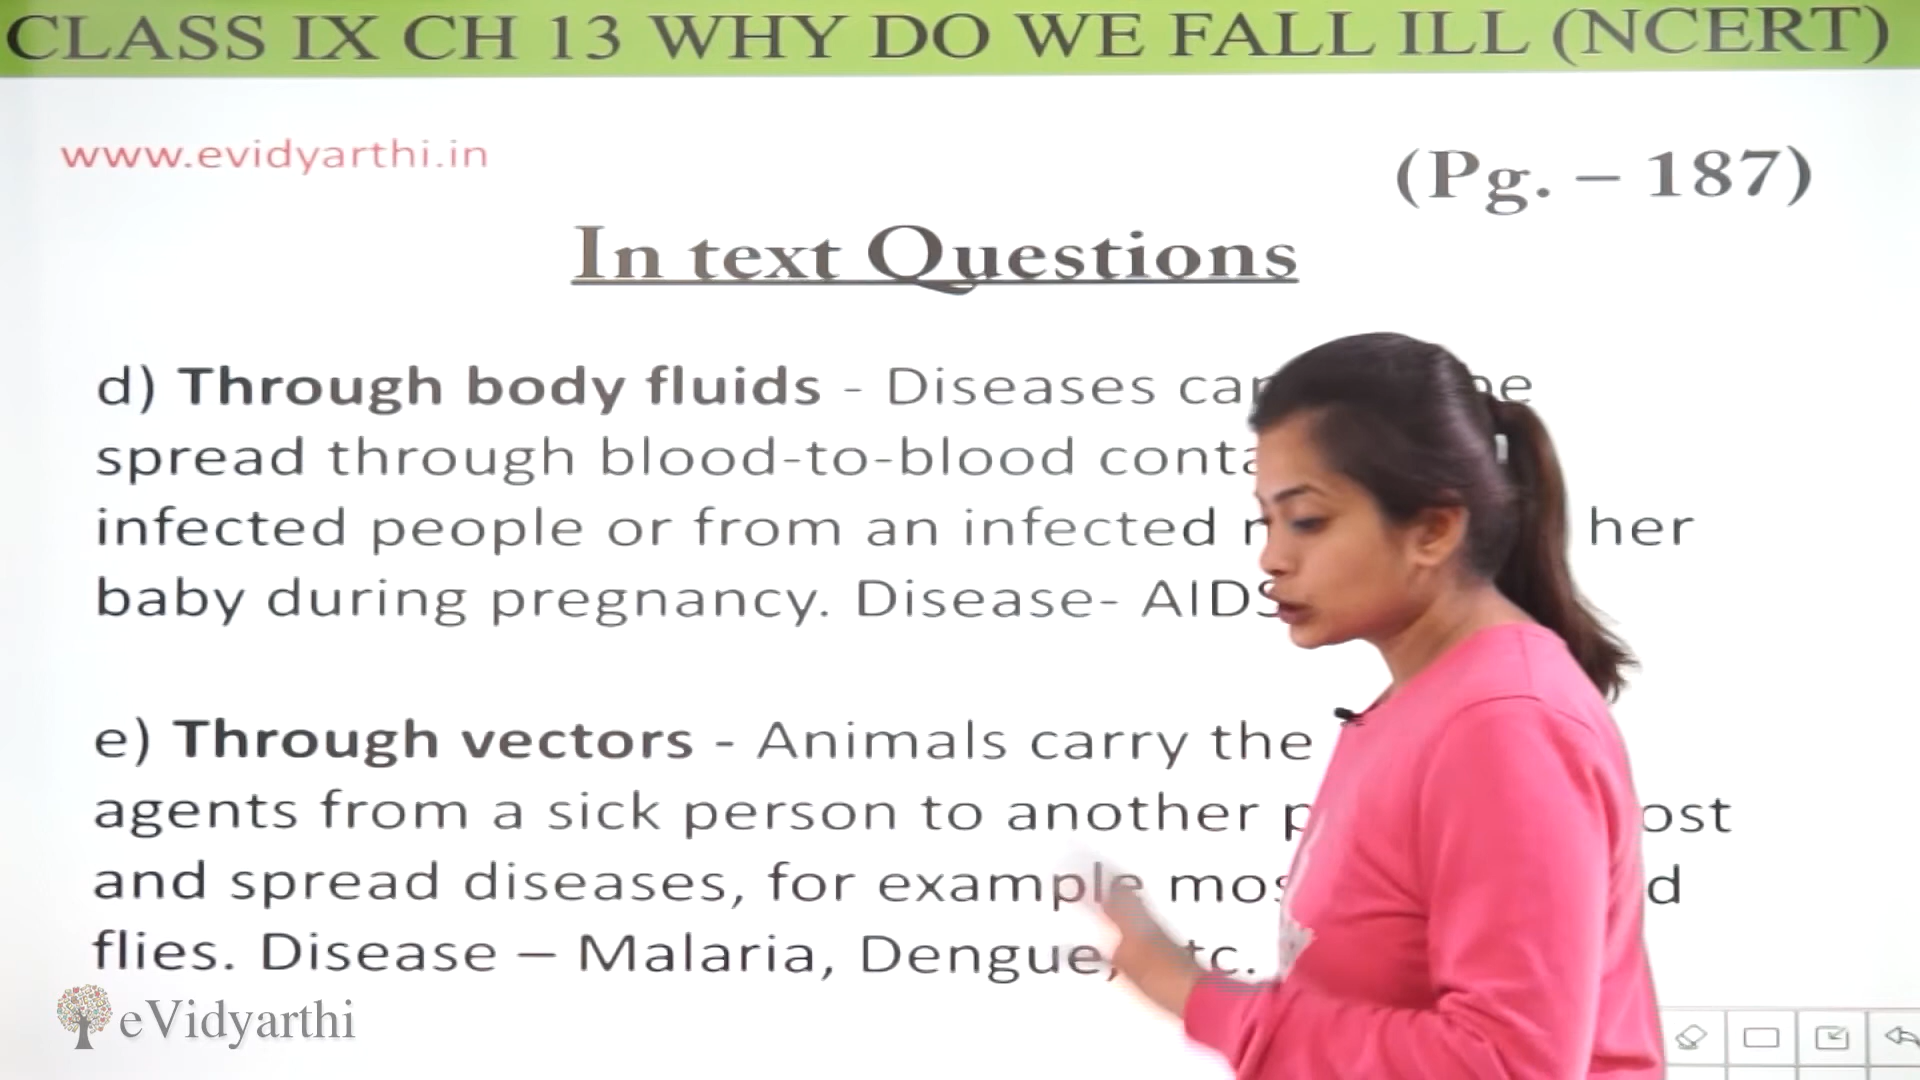 CLASS IX CH 13 WHY DO WE FALL ILL (NCERT)
www.evidyarthi.in
(Pg. – 187)
In text Questions
d) Through body fluids - Diseases can
spread through blood-to-blood
infected people or from an infected her
baby during pregnancy. Disease- AIDS
e) Through vectors - Animals carry the
agents from a sick person to another
and spread diseases, for example
flies. Disease – Malaria, Dengue, etc.
eVidyarthi